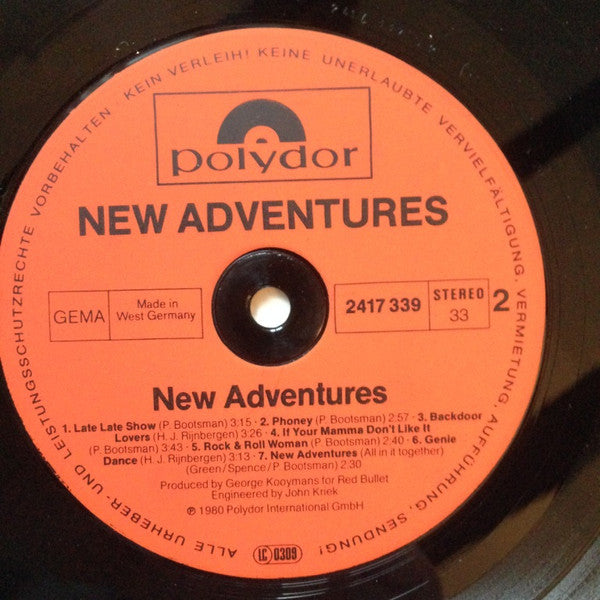 ALLE URHEBER- UND LEISTUNGSSCHUTZRECHTE VORBEHALTEN · KEIN VERLEIH! KEINE UNERLAUBTE VERVIELFÄLTIGUNG, VERMIETUNG, AUFFÜHRUNG, SENDUNG!
polydor
NEW ADVENTURES
GEMA
Made in
West Germany
2417 339
STEREO
33
2
New Adventures
1. Late Late Show (P. Bootsman) 3:15 · 2. Phoney (P. Bootsman) 2:57 · 3. Backdoor
Lovers (H. J. Rijnbergen) 3:26 · 4. If Your Mamma Don't Like It
(P. Bootsman) 3:43 · 5. Rock & Roll Woman (P. Bootsman) 2:40 · 6. Genie
Dance (H. J. Rijnbergen) 3:13 · 7. New Adventures (All in it together)
(Green/Spence/P. Bootsman) 2.30
Produced by George Kooymans for Red Bullet
Engineered by John Kriek
℗ 1980 Polydor International GmbH
LC 0309